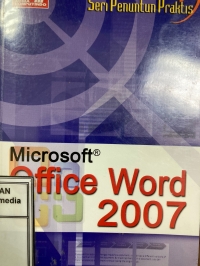 Seri Penuntun Praktis
Microsoft®
Office Word
2007
AN
media